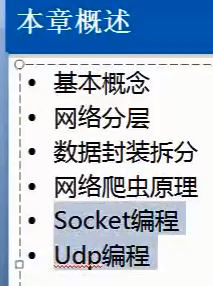 本章概述
• 基本概念
• 网络分层
• 数据封装拆分
• 网络爬虫原理
• Socket编程
• Udp编程